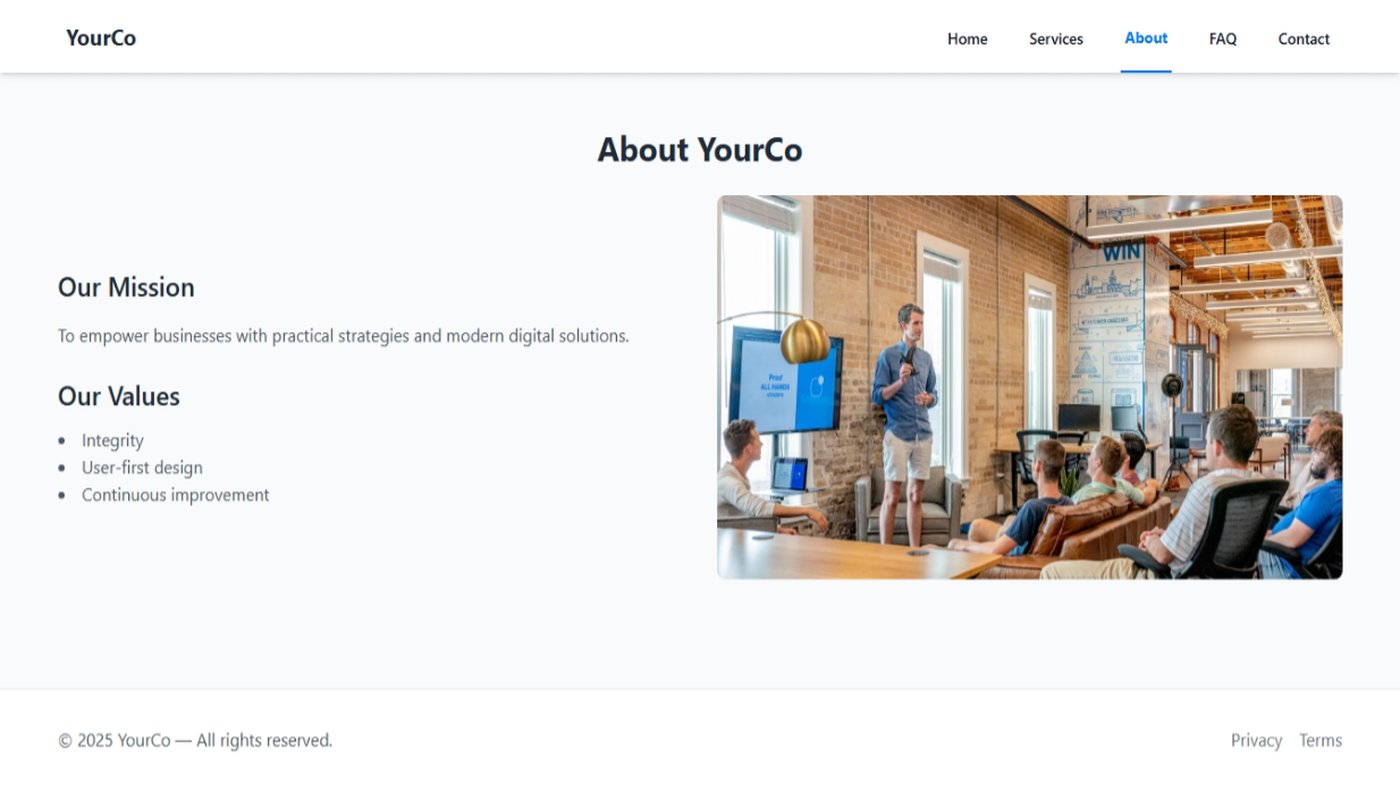 YourCo
Home Services About FAQ Contact
About YourCo
Our Mission
To empower businesses with practical strategies and modern digital solutions.
Our Values
• Integrity
• User-first design
• Continuous improvement
WIN
Proof
ALL HANDS
© 2025 YourCo — All rights reserved.
Privacy Terms